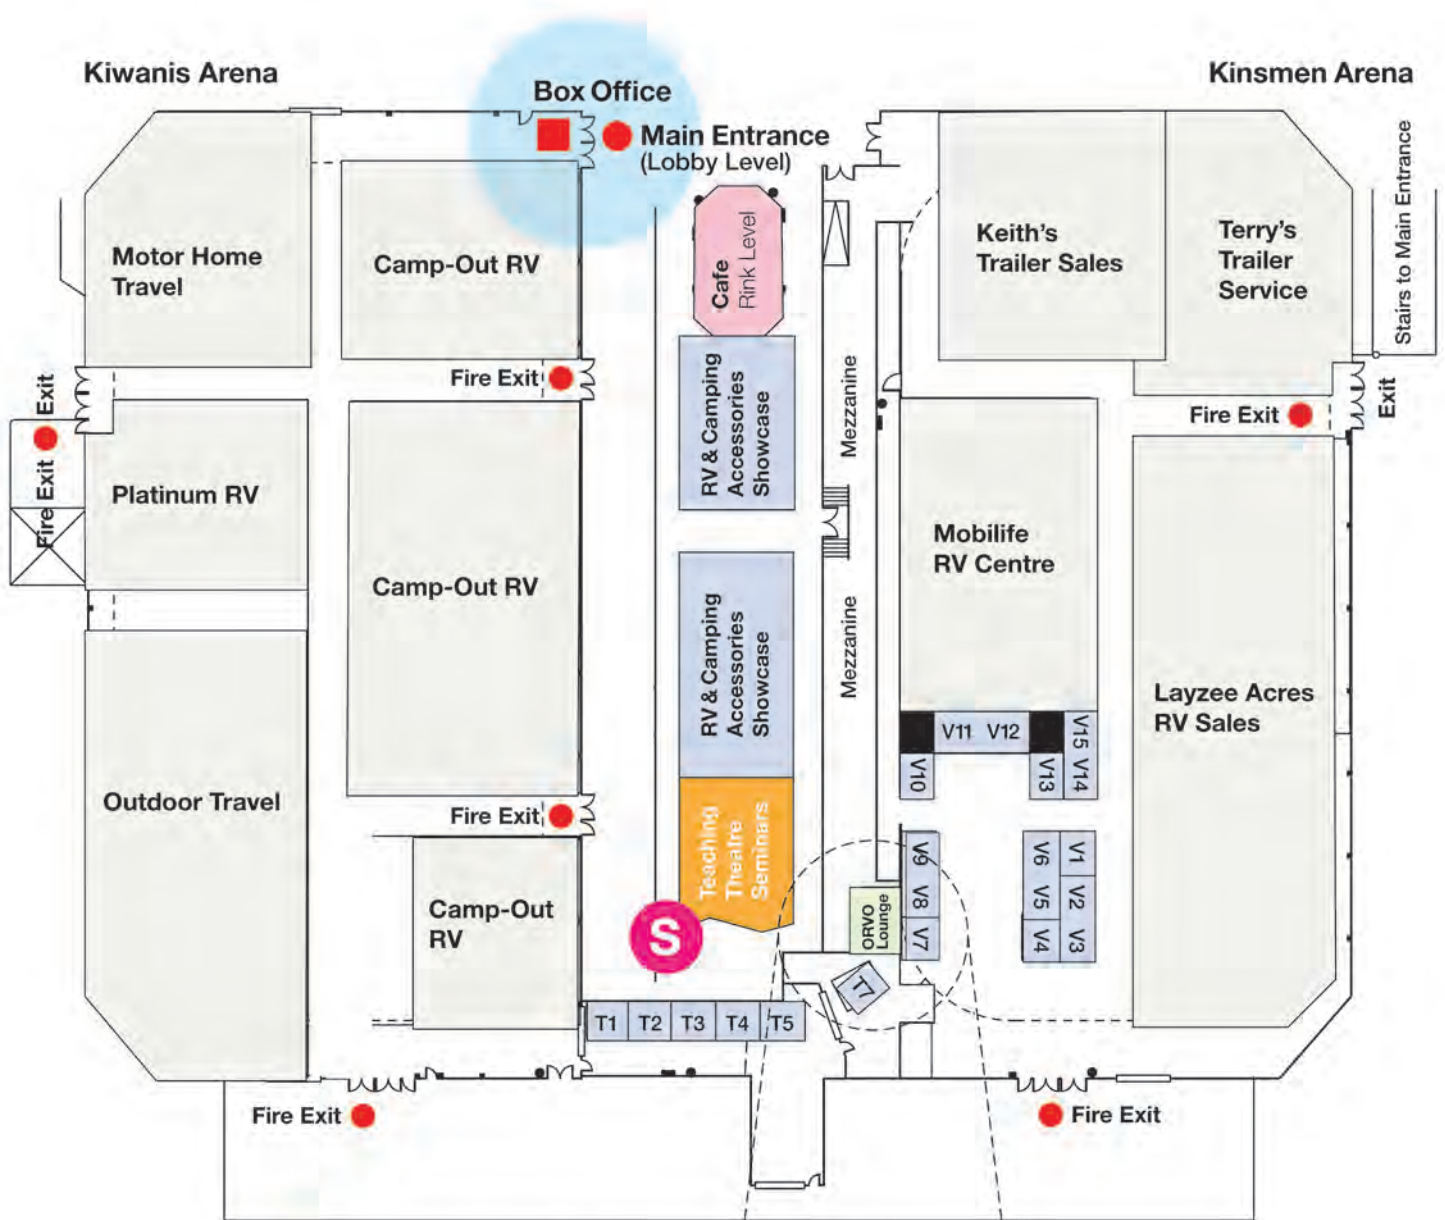 Kiwanis Arena
Kinsmen Arena
Box Office
Main Entrance
(Lobby Level)
Stairs to Main Entrance
Motor Home
Travel
Camp-Out RV
Cafe
Rink Level
Keith's
Trailer Sales
Terry's
Trailer
Service
Fire Exit
RV & Camping
Accessories
Showcase
Mezzanine
Fire Exit
Exit
Exit
Fire Exit
Platinum RV
Camp-Out RV
Mobilife
RV Centre
RV & Camping
Accessories
Showcase
Mezzanine
Layzee Acres
RV Sales
V11
V12
V15
V10
V13
V14
Outdoor Travel
Fire Exit
Teaching
Theatre
Seminars
V9
V6
V1
V8
V5
V2
V7
V4
V3
Camp-Out
RV
S
ORVO
Lounge
T7
T1
T2
T3
T4
T5
Fire Exit
Fire Exit